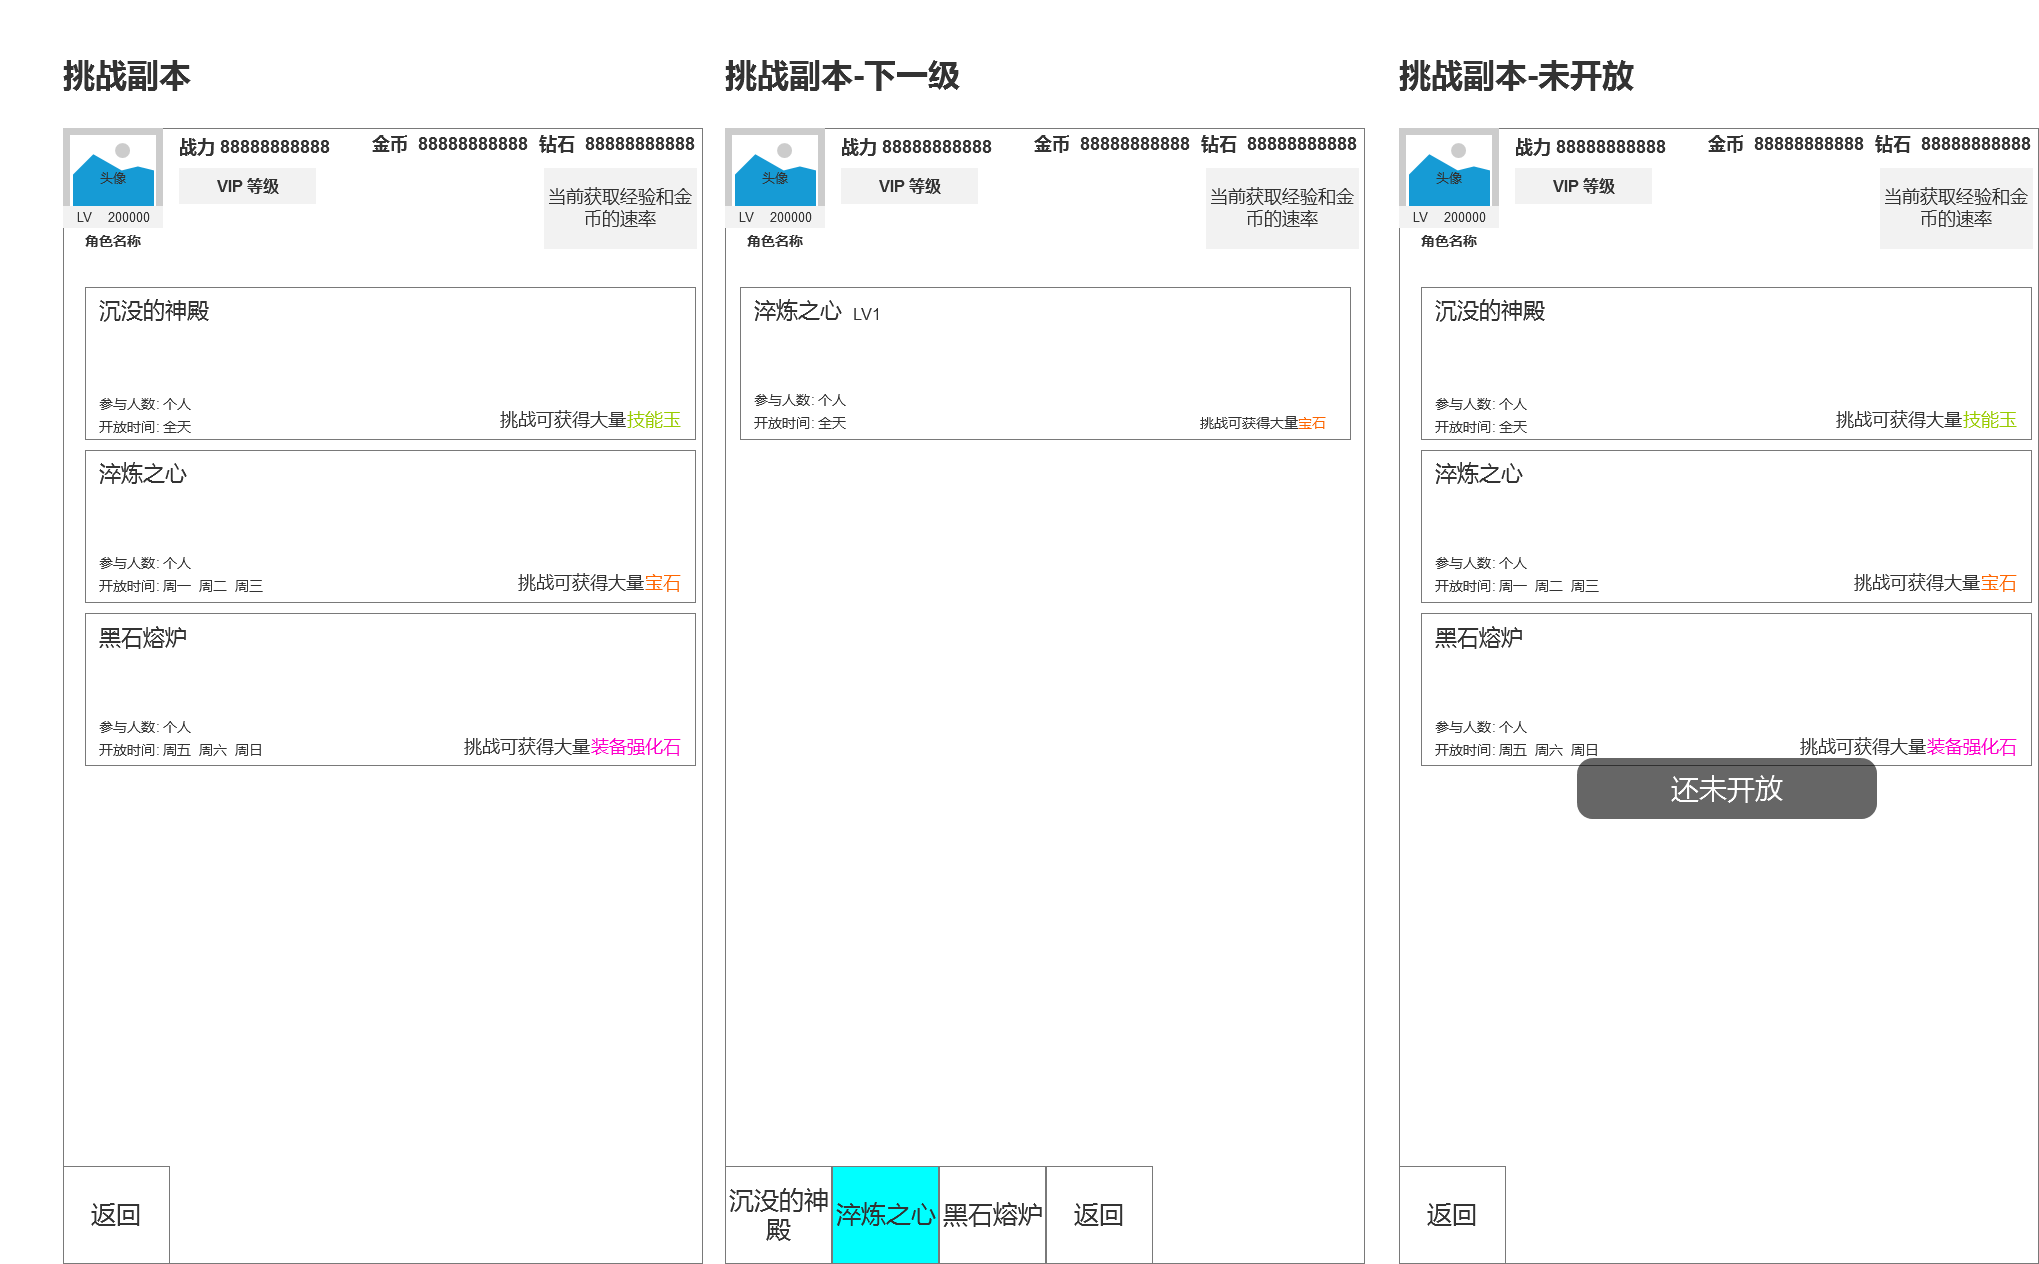 挑战副本
战力 88888888888
金币 88888888888 钻石 88888888888
头像
VIP 等级
当前获取经验和金
币的速率
LV 200000
角色名称
沉没的神殿
参与人数: 个人
开放时间: 全天
挑战可获得大量技能玉
淬炼之心
参与人数: 个人
开放时间: 周一 周二 周三
挑战可获得大量宝石
黑石熔炉
参与人数: 个人
开放时间: 周五 周六 周日
挑战可获得大量装备强化石
返回
挑战副本-下一级
战力 88888888888
金币 88888888888 钻石 88888888888
头像
VIP 等级
当前获取经验和金
币的速率
LV 200000
角色名称
淬炼之心 LV1
参与人数: 个人
开放时间: 全天
挑战可获得大量宝石
沉没的神
殿
淬炼之心
黑石熔炉
返回
挑战副本-未开放
战力 88888888888
金币 88888888888 钻石 88888888888
头像
VIP 等级
当前获取经验和金
币的速率
LV 200000
角色名称
沉没的神殿
参与人数: 个人
开放时间: 全天
挑战可获得大量技能玉
淬炼之心
参与人数: 个人
开放时间: 周一 周二 周三
挑战可获得大量宝石
黑石熔炉
参与人数: 个人
开放时间: 周五 周六 周日
挑战可获得大量装备强化石
还未开放
返回